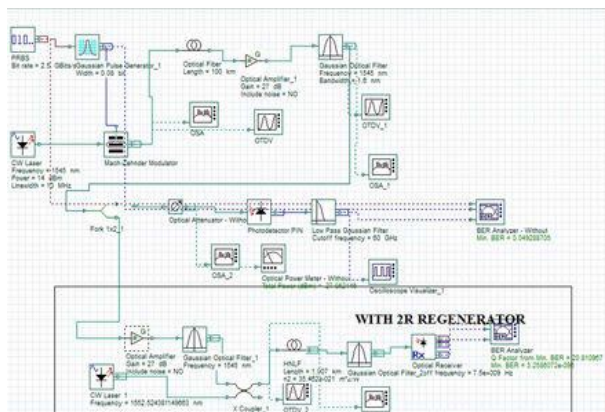 PRBS
Bit rate = 2.5 GBits/s
Gaussian Pulse Generator_1
Width = 0.08 bit
Optical Fiber
Length = 100 km
Optical Amplifier_1
Gain = 27 dB
Include noise = NO
Gaussian Optical Filter
Frequency = 1545 nm
Bandwidth = 1.6 nm
OSA
OTDV
OTDV_1
OSA_1
CW Laser
Frequency = 1545 nm
Power = 14 dBm
Linewidth = 10 MHz
Mach-Zehnder Modulator
Fork 1x2_1
Optical Attenuator - Without
Photodetector PIN
Low Pass Gaussian Filter
Cutoff frequency = 60 GHz
BER Analyzer - Without
Min. BER = 0.049288705
OSA_2
Optical Power Meter - Without
Oscilloscope Visualizer_1
WITH 2R REGENERATOR
Optical Amplifier
Gain = 27 dB
Include noise = NO
Gaussian Optical Filter_1
Frequency = 1545 nm
CW Laser 1
Frequency = 1552.524381149663 nm
X Coupler_1
HNLF
Length = 1.007 km
OTDV_2
Gaussian Optical Filter_2
Optical Receiver
Rx
BER Analyzer